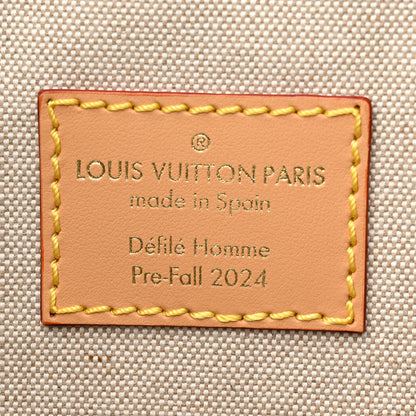 ®
LOUIS VUITTON PARIS
made in Spain
Défilé Homme
Pre-Fall 2024